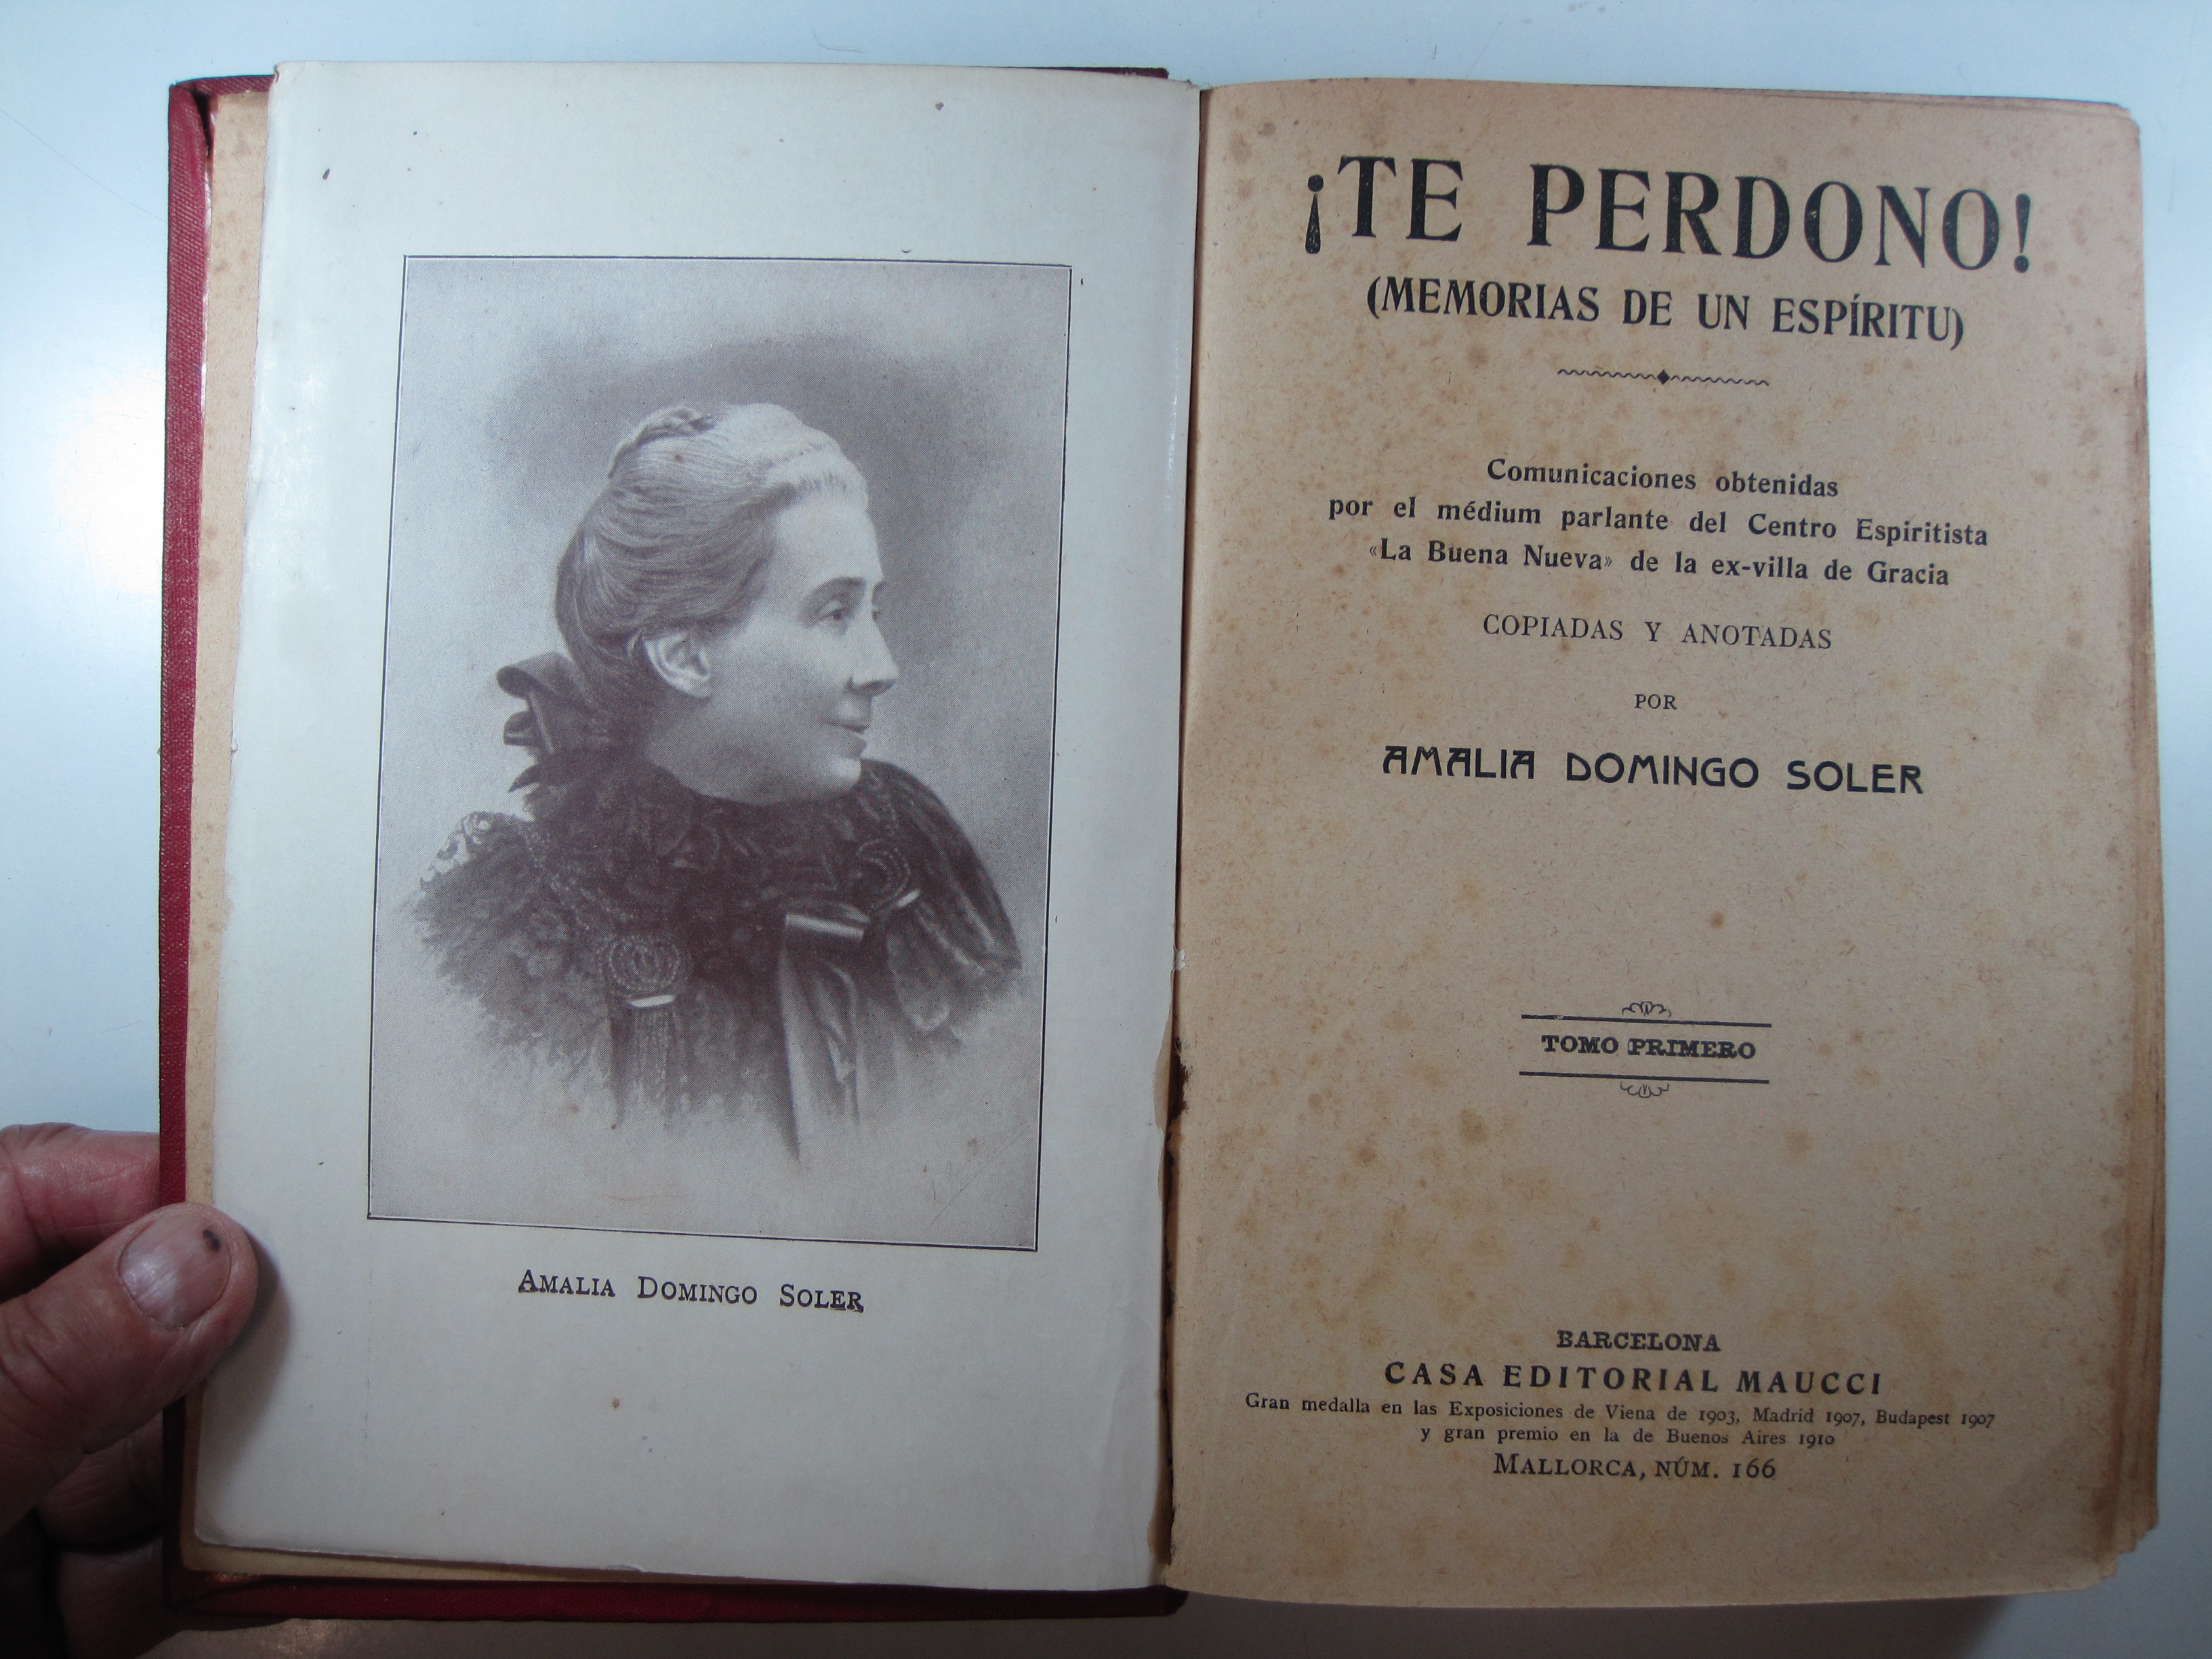 AMALIA DOMINGO SOLER
¡TE PERDONO!
(MEMORIAS DE UN ESPÍRITU)
Comunicaciones obtenidas
por el médium parlante del Centro Espiritista
«La Buena Nueva» de la ex-villa de Gracia
COPIADAS Y ANOTADAS
POR
AMALIA DOMINGO SOLER
TOMO PRIMERO
BARCELONA
CASA EDITORIAL MAUCCI
Gran medalla en las Exposiciones de Viena de 1903, Madrid 1907, Budapest 1907
y gran premio en la de Buenos Aires 1910
MALLORCA, NÚM. 166